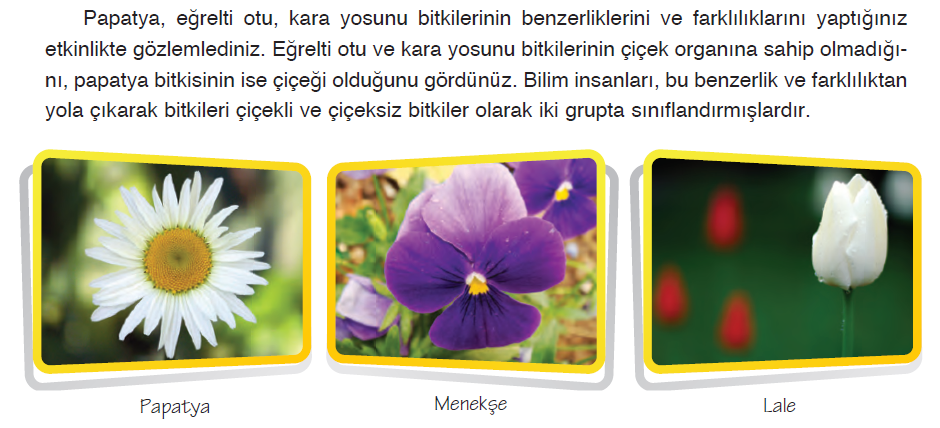 Papatya, eğrelti otu, kara yosunu bitkilerinin benzerliklerini ve farklılıklarını yaptığınız
etkinlikte gözlemlediniz. Eğrelti otu ve kara yosunu bitkilerinin çiçek organına sahip olmadığı-
nı, papatya bitkisinin ise çiçeği olduğunu gördünüz. Bilim insanları, bu benzerlik ve farklılıktan
yola çıkarak bitkileri çiçekli ve çiçeksiz bitkiler olarak iki grupta sınıflandırmışlardır.
Papatya
Menekşe
Lale